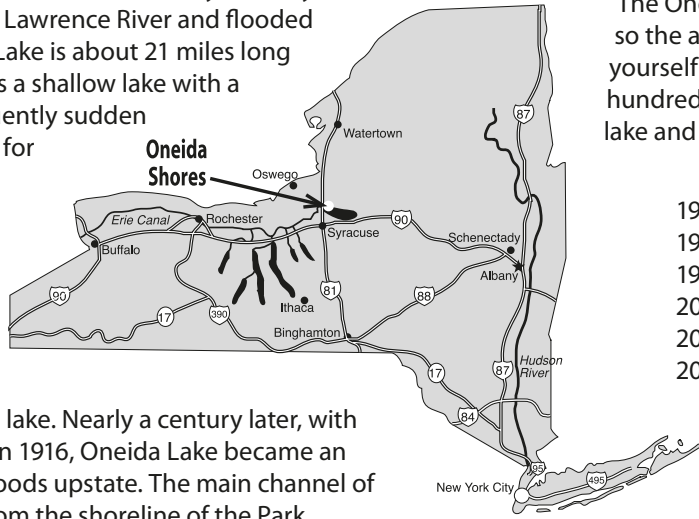 Lawrence River and flooded
Lake is about 21 miles long
s a shallow lake with a
ently sudden
for
The One
so the a
yourself
hundred
lake and
Oneida
Shores
87
Watertown
Oswego
Erie Canal
Rochester
90
Syracuse
Schenectady
Buffalo
Albany
90
17
390
Ithaca
81
88
Binghamton
17
87
Hudson
River
84
95
New York City
495
19
19
19
20
20
20
lake. Nearly a century later, with
n 1916, Oneida Lake became an
oods upstate. The main channel of
om the shoreline of the Park